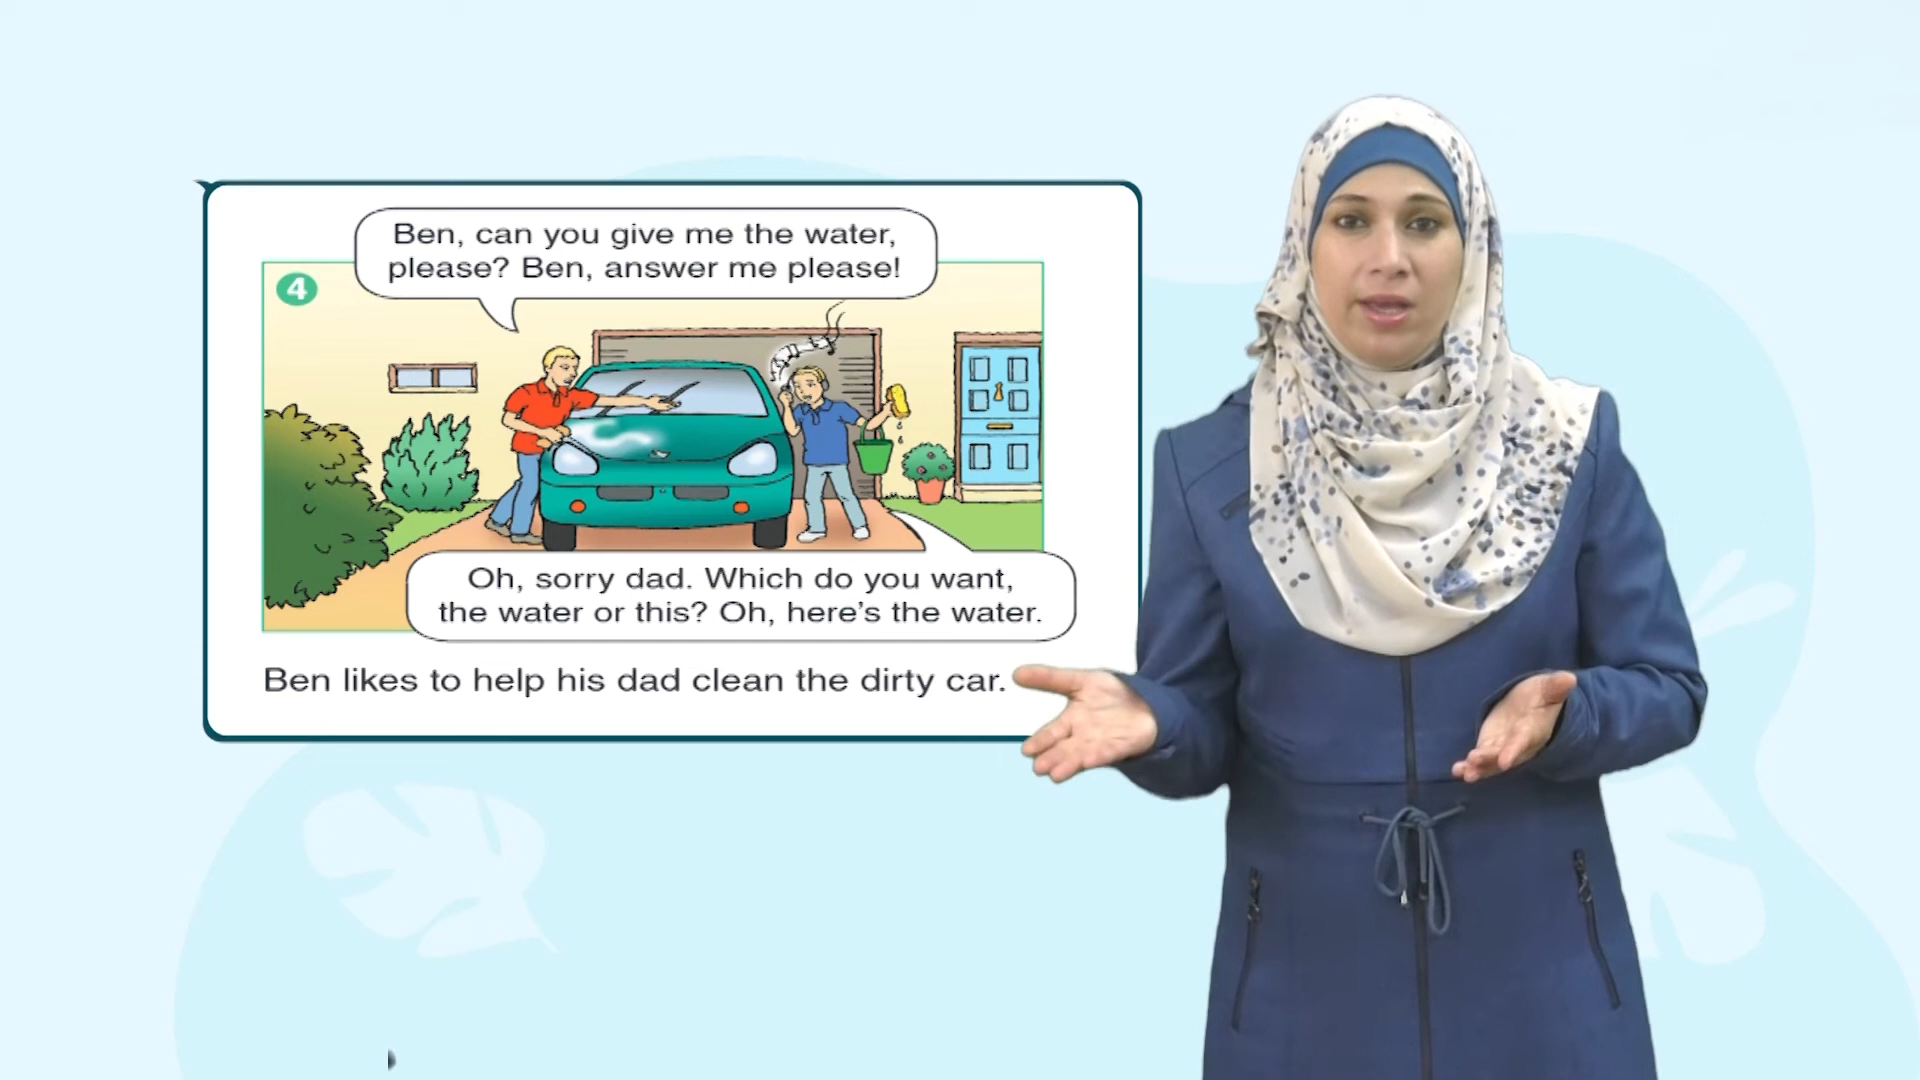 Ben, can you give me the water,
please? Ben, answer me please!
4
Oh, sorry dad. Which do you want,
the water or this? Oh, here's the water.
Ben likes to help his dad clean the dirty car.